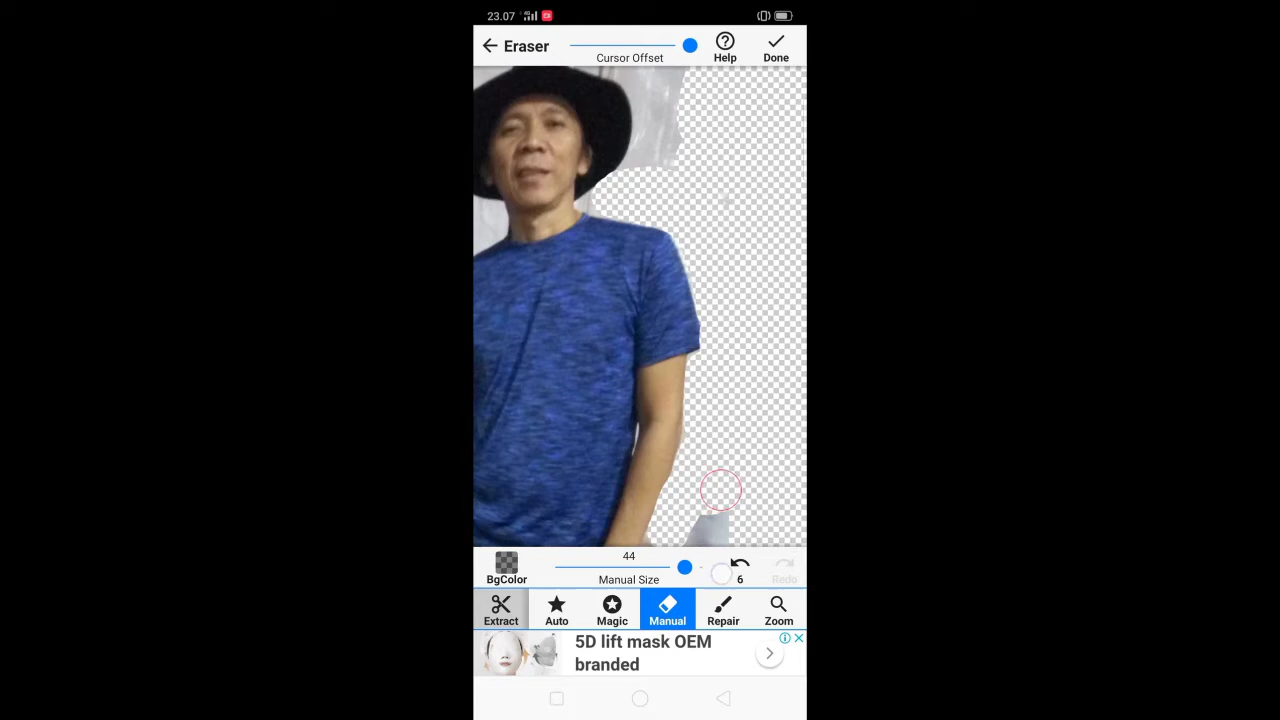 23.07
Eraser
Cursor Offset
Help
Done
44
BgColor
Manual Size
6
Redo
Extract
Auto
Magic
Manual
Repair
Zoom
5D lift mask OEM
branded